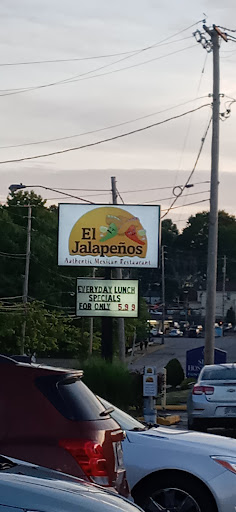 El
Jalapeños
Authentic Mexican Restaurant
EVERYDAY LUNCH
SPECIALS
FOR ONLY 5.99